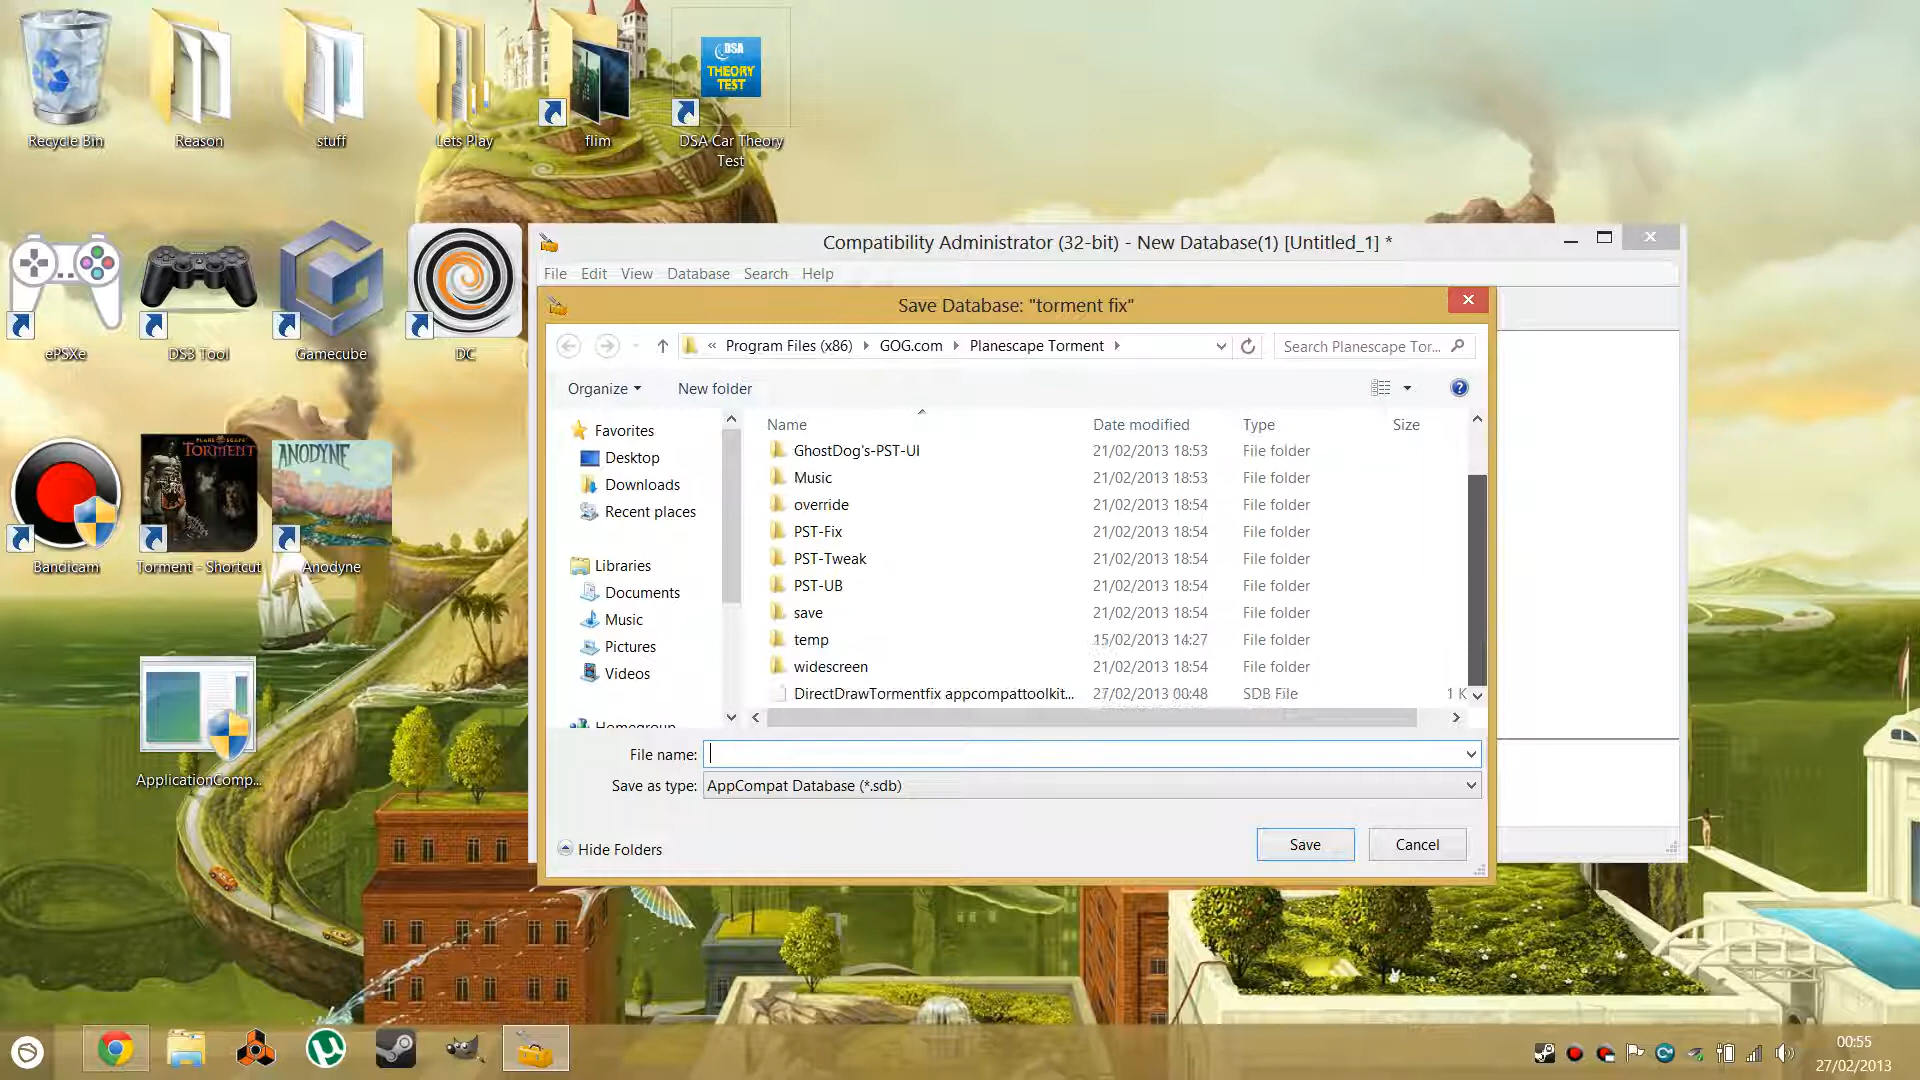 Recycle Bin
Reason
stuff
Lets Play
flim
DSA
THEORY
TEST
DSA Car Theory
Test
ePSXe
DS3 Tool
Gamecube
DC
Bandicam
TORMENT
Torment - Shortcut
ANODYNE
Anodyne
ApplicationComp...
Compatibility Administrator (32-bit) - New Database(1) [Untitled_1] *
File Edit View Database Search Help
Save Database: "torment fix"
« Program Files (x86) GOG.com Planescape Torment
Search Planescape Tor...
Organize New folder
Favorites
Desktop
Downloads
Recent places
Libraries
Documents
Music
Pictures
Videos
Homegroup
Name Date modified Type Size
GhostDog's-PST-UI 21/02/2013 18:53 File folder
Music 21/02/2013 18:53 File folder
override 21/02/2013 18:54 File folder
PST-Fix 21/02/2013 18:54 File folder
PST-Tweak 21/02/2013 18:54 File folder
PST-UB 21/02/2013 18:54 File folder
save 21/02/2013 18:54 File folder
temp 15/02/2013 14:27 File folder
widescreen 21/02/2013 18:54 File folder
DirectDrawTormentfix appcompattoolkit... 27/02/2013 00:48 SDB File 1 K
File name:
Save as type: AppCompat Database (*.sdb)
Hide Folders
Save Cancel
00:55
27/02/2013